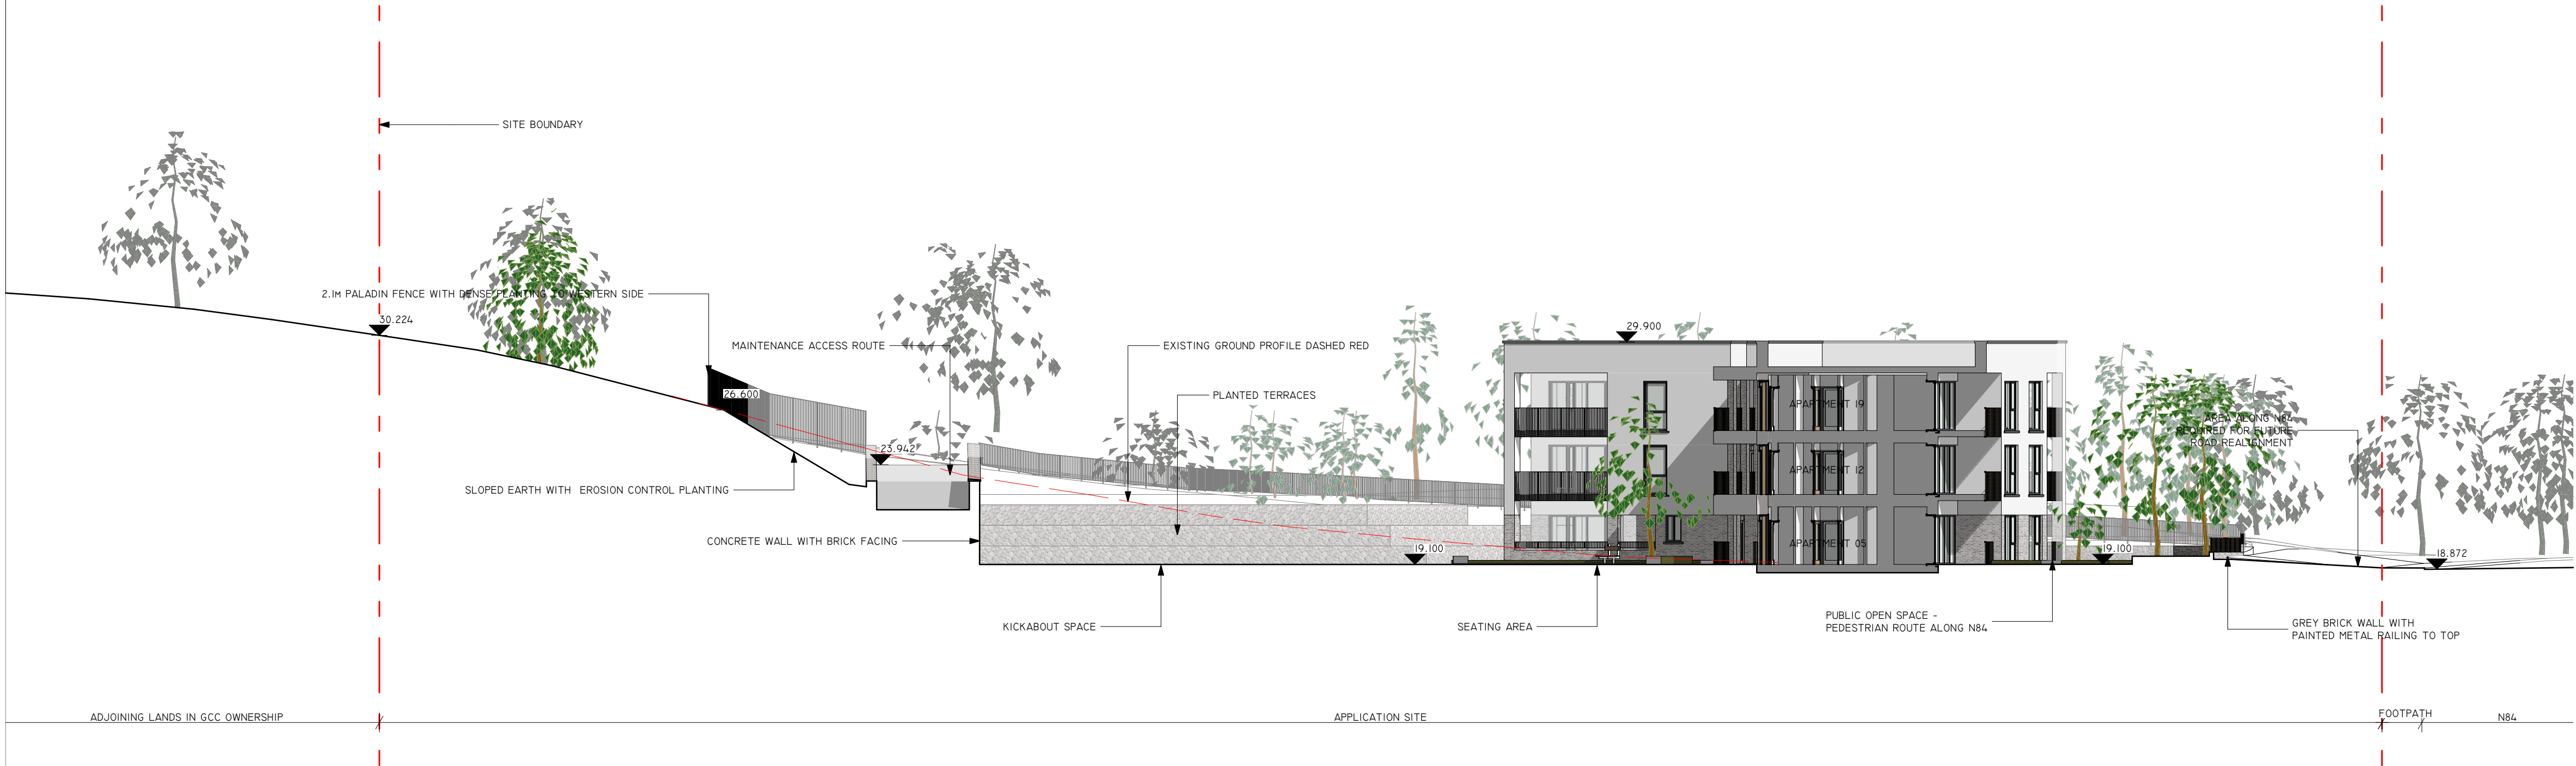 SITE BOUNDARY
2.1M PALADIN FENCE WITH DENSE PLANTING TO WESTERN SIDE
30.224
29.900
MAINTENANCE ACCESS ROUTE
EXISTING GROUND PROFILE DASHED RED
26.600
PLANTED TERRACES
APARTMENT 19
AREA ALONG N84
REQUIRED FOR FUTURE
ROAD REALIGNMENT
23.942
APARTMENT 12
SLOPED EARTH WITH EROSION CONTROL PLANTING
CONCRETE WALL WITH BRICK FACING
APARTMENT 05
19.100
19.100
18.872
KICKABOUT SPACE
SEATING AREA
PUBLIC OPEN SPACE -
PEDESTRIAN ROUTE ALONG N84
GREY BRICK WALL WITH
PAINTED METAL RAILING TO TOP
ADJOINING LANDS IN GCC OWNERSHIP
APPLICATION SITE
FOOTPATH
N84